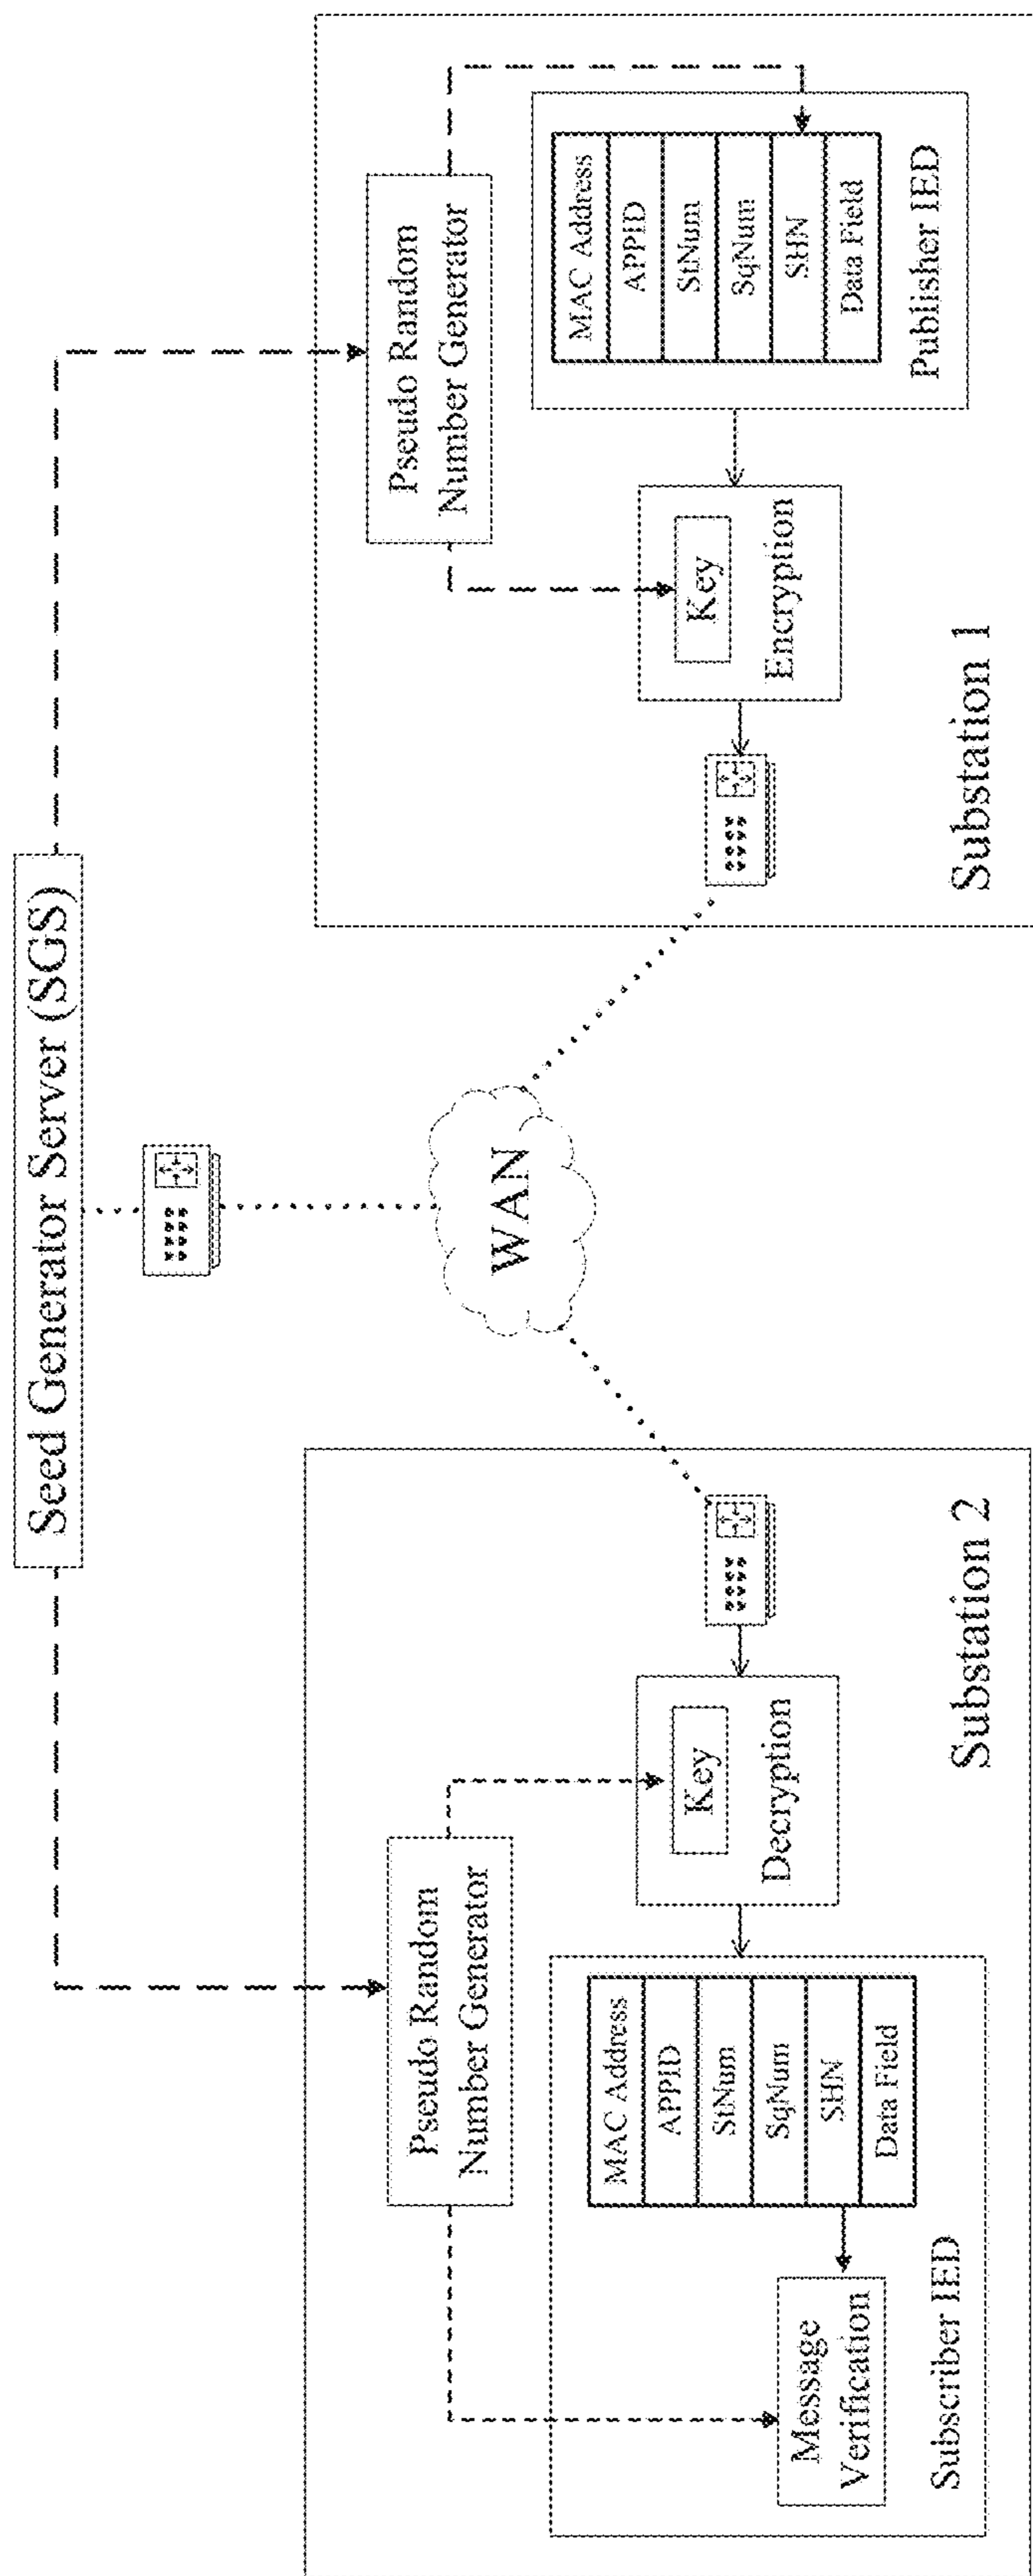 Seed Generator Server (SGS)
Pseudo Random
Number Generator
Key
Decryption
MAC Address
APPID
StNum
SqNum
SHN
Data Field
Message
Verification
Subscriber IED
Substation 2
WAN
Pseudo Random
Number Generator
Key
Encryption
MAC Address
APPID
StNum
SqNum
SHN
Data Field
Publisher IED
Substation 1